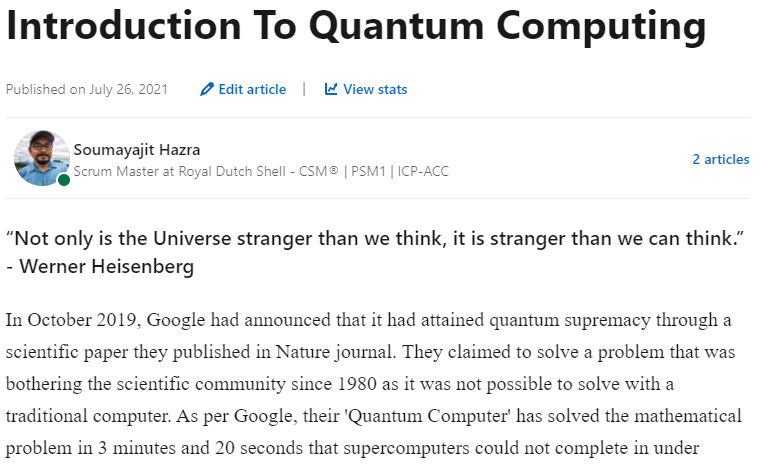 Introduction To Quantum Computing
Published on July 26, 2021 Edit article | View stats
Soumayajit Hazra
Scrum Master at Royal Dutch Shell - CSM® | PSM1 | ICP-ACC
2 articles
“Not only is the Universe stranger than we think, it is stranger than we can think.”
- Werner Heisenberg
In October 2019, Google had announced that it had attained quantum supremacy through a
scientific paper they published in Nature journal. They claimed to solve a problem that was
bothering the scientific community since 1980 as it was not possible to solve with a
traditional computer. As per Google, their 'Quantum Computer' has solved the mathematical
problem in 3 minutes and 20 seconds that supercomputers could not complete in under